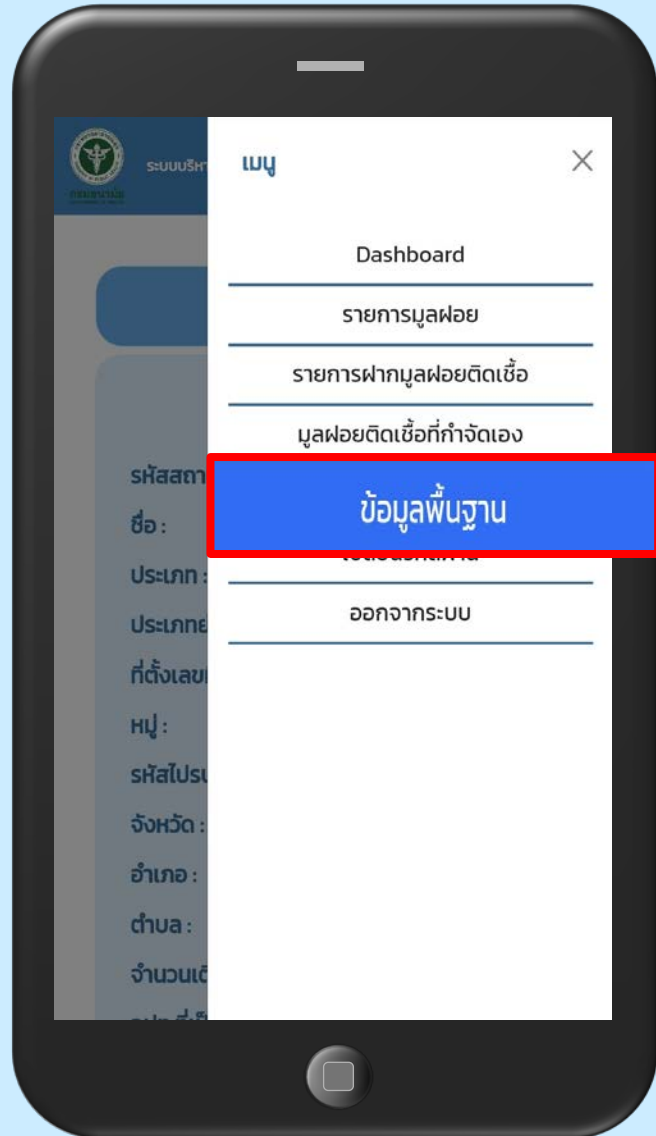 ระบบบริหา
เมนู
Dashboard
รายการมูลฝอย
รายการฝากมูลฝอยติดเชื้อ
มูลฝอยติดเชื้อที่กำจัดเอง
ข้อมูลพื้นฐาน
ออกจากระบบ
รหัสสถา
ชื่อ :
ประเภท :
ประเภทย
ที่ตั้งเลข
หมู่ :
รหัสไปรษ
จังหวัด :
อำเภอ :
ตำบล :
จำนวนเตี